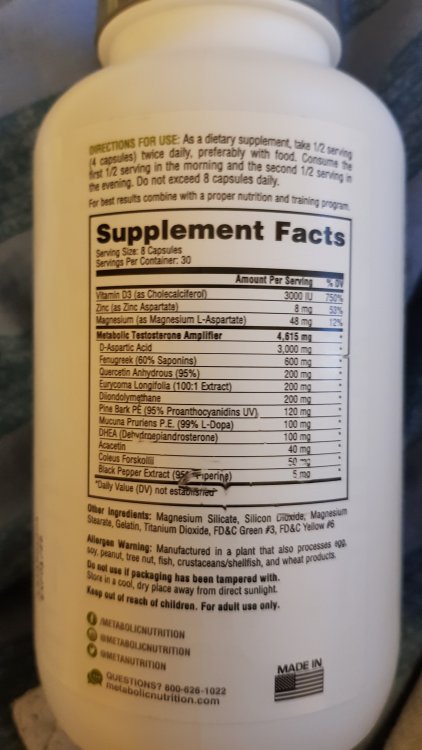 DIRECTIONS FOR USE: As a dietary supplement, take 1/2 serving
(4 capsules) twice daily, preferably with food. Consume the
first 1/2 serving in the morning and the second 1/2 serving in
the evening. Do not exceed 8 capsules daily.
For best results combine with a proper nutrition and training program.
Supplement Facts
Serving Size: 8 Capsules
Servings Per Container: 30
Amount Per Serving % DV
Vitamin D3 (as Cholecalciferol) 3000 IU 750%
Zinc (as Zinc Aspartate) 8 mg 53%
Magnesium (as Magnesium L-Aspartate) 48 mg 12%
Metabolic Testosterone Amplifier 4,615 mg *
D-Aspartic Acid 3,000 mg *
Fenugreek (60% Saponins) 600 mg *
Quercetin Anhydrous (95%) 200 mg *
Eurycoma Longifolia (100:1 Extract) 200 mg *
Diiondolymethane 200 mg *
Pine Bark PE (95% Proanthocyanidins UV) 120 mg *
Mucuna Pruriens P.E. (99% L-Dopa) 100 mg *
DHEA (Dehydroepiandrosterone) 100 mg *
Acacetin 40 mg *
Coleus Forskollii 50 mg *
Black Pepper Extract (95% Piperine) 5 mg *
*Daily Value (DV) not established
Other Ingredients: Magnesium Silicate, Silicon Dioxide, Magnesium
Stearate, Gelatin, Titanium Dioxide, FD&C Green #3, FD&C Yellow #6
Allergen Warning: Manufactured in a plant that also processes egg,
soy, peanut, tree nut, fish, crustaceans/shellfish, and wheat products.
Do not use if packaging has been tampered with.
Store in a cool, dry place away from direct sunlight.
Keep out of reach of children. For adult use only.
/METABOLICNUTRITION
@METABOLICNUTRITION
@METANUTRITION
QUESTIONS? 800-626-1022
metabolicnutrition.com
MADE IN